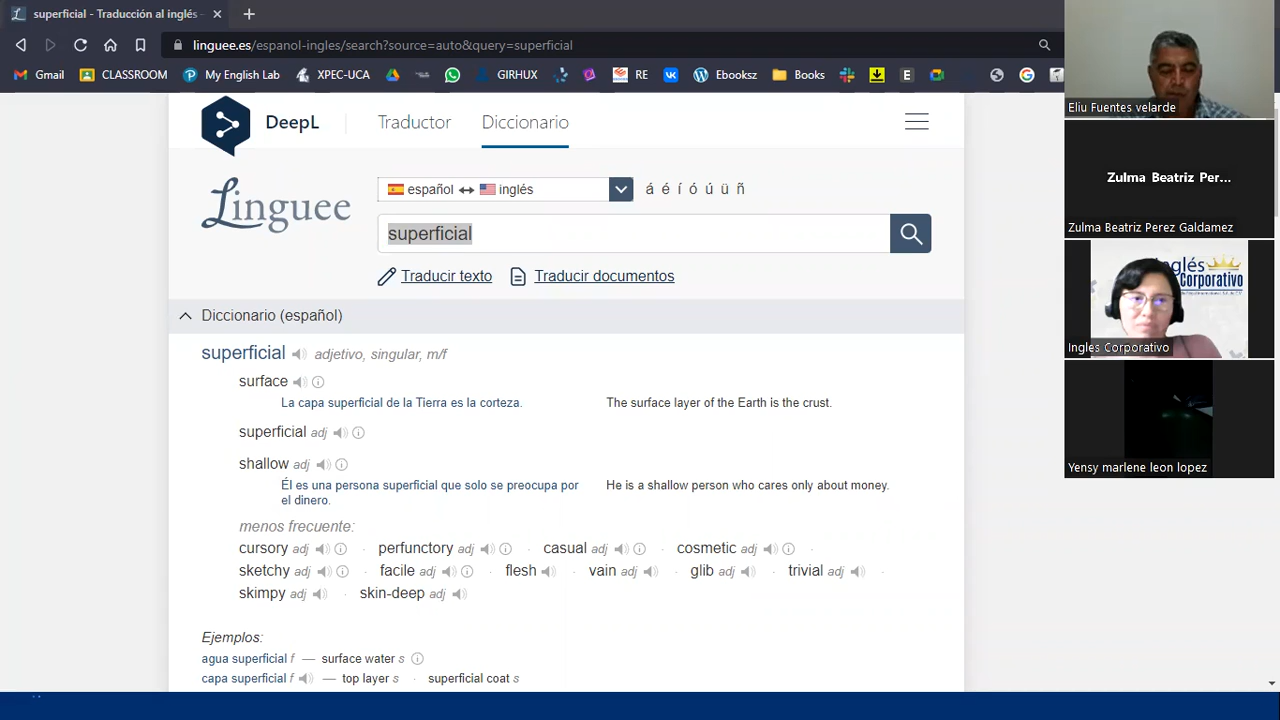 superficial - Traducción al inglés -
linguee.es/espanol-ingles/search?source=auto&query=superficial
Gmail CLASSROOM My English Lab XPEC-UCA GIRHUX RE Ebooksz Books
DeepL Traductor Diccionario
Linguee
español ↔ inglés á é í ó ú ü ñ
superficial
Traducir texto Traducir documentos
Diccionario (español)
superficial adjetivo, singular, m/f
surface
La capa superficial de la Tierra es la corteza. The surface layer of the Earth is the crust.
superficial adj
shallow adj
Él es una persona superficial que solo se preocupa por el dinero. He is a shallow person who cares only about money.
menos frecuente:
cursory adj · perfunctory adj · casual adj · cosmetic adj ·
sketchy adj · facile adj · flesh · vain adj · glib adj · trivial adj ·
skimpy adj · skin-deep adj
Ejemplos:
agua superficial f — surface water s
capa superficial f — top layer s · superficial coat s
Eliu Fuentes velarde
Zulma Beatriz Per...
Zulma Beatriz Perez Galdamez
Inglés
Corporativo
Ingles Corporativo
Yensy marlene leon lopez